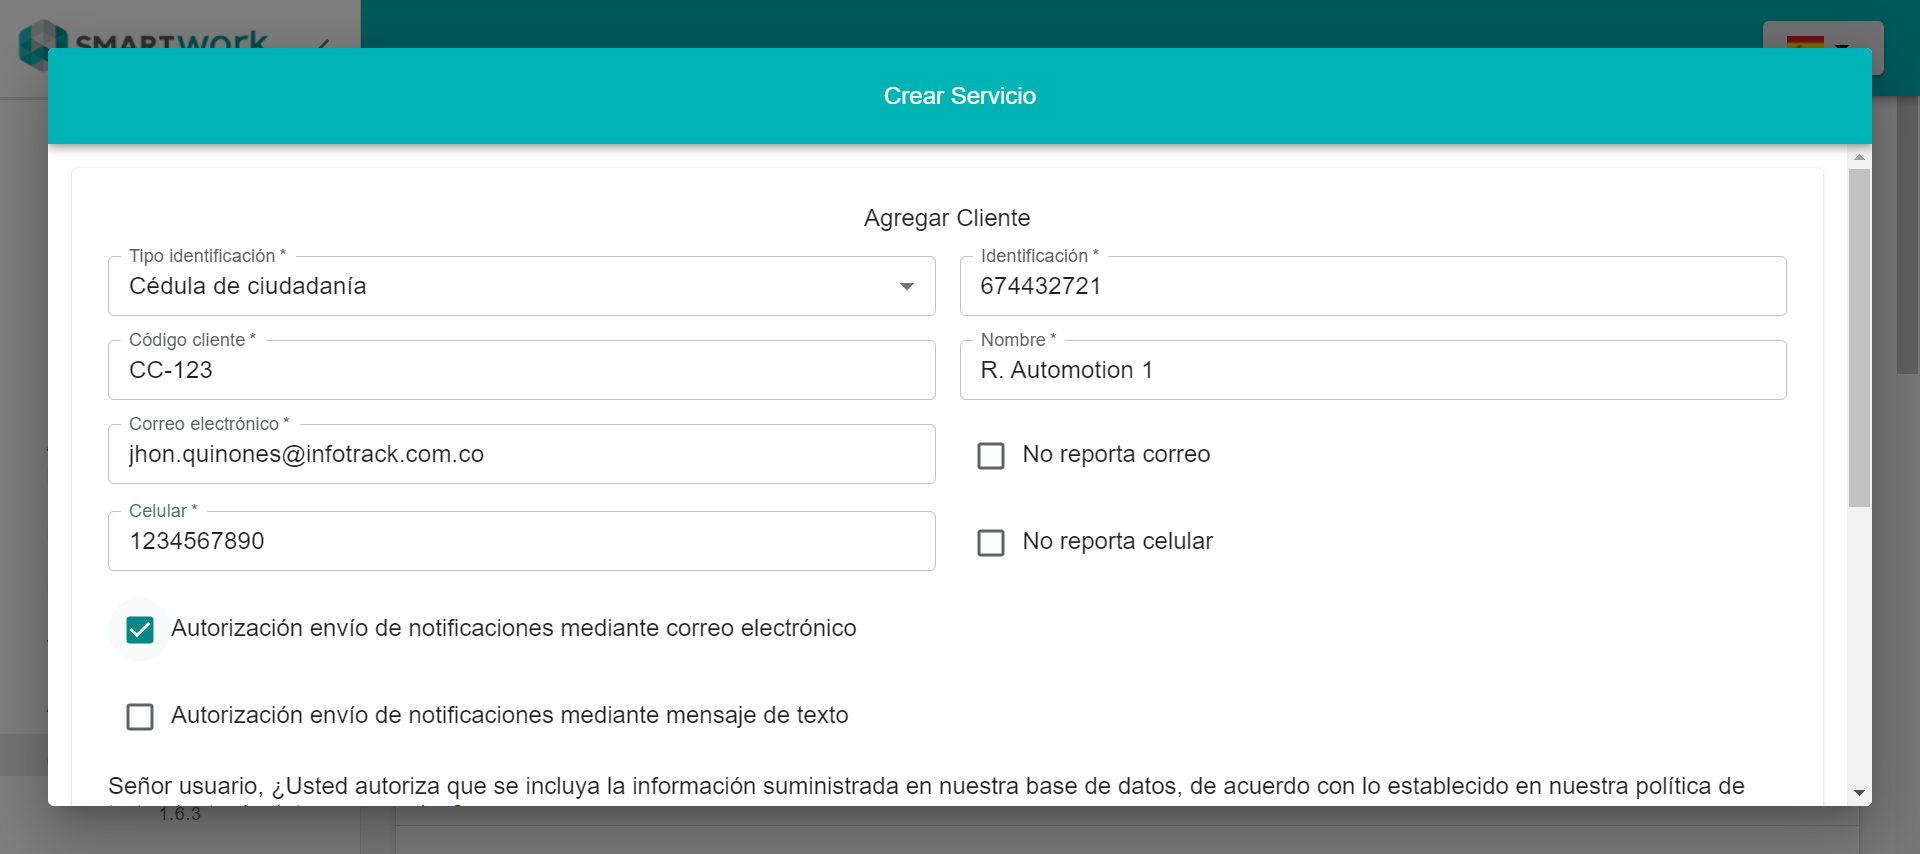 SMARTWORK
Crear Servicio
Agregar Cliente
Tipo identificación *
Cédula de ciudadanía
Identificación *
674432721
Código cliente *
CC-123
Nombre *
R. Automotion 1
Correo electrónico *
jhon.quinones@infotrack.com.co
No reporta correo
Celular *
1234567890
No reporta celular
Autorización envío de notificaciones mediante correo electrónico
Autorización envío de notificaciones mediante mensaje de texto
Señor usuario, ¿Usted autoriza que se incluya la información suministrada en nuestra base de datos, de acuerdo con lo establecido en nuestra política de
1.6.3